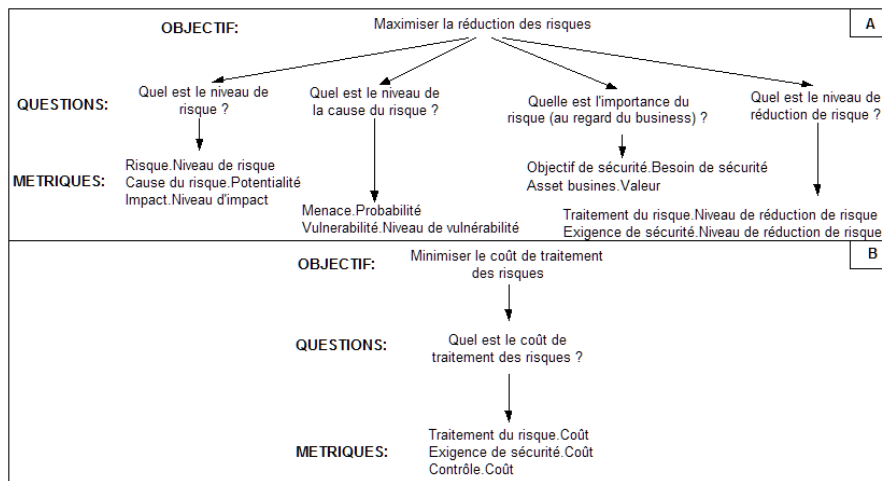 OBJECTIF:
Maximiser la réduction des risques
A
QUESTIONS:
Quel est le niveau de
risque ?
Quel est le niveau de
la cause du risque ?
Quelle est l'importance du
risque (au regard du business) ?
Quel est le niveau de
réduction de risque ?
METRIQUES:
Risque.Niveau de risque
Cause du risque.Potentialité
Impact.Niveau d'impact
Menace.Probabilité
Vulnerabilité.Niveau de vulnérabilité
Objectif de sécurité.Besoin de sécurité
Asset busines.Valeur
Traitement du risque.Niveau de réduction de risque
Exigence de sécurité.Niveau de réduction de risque
B
OBJECTIF:
Minimiser le coût de traitement
des risques
QUESTIONS:
Quel est le coût de
traitement des risques ?
METRIQUES:
Traitement du risque.Coût
Exigence de sécurité.Coût
Contrôle.Coût